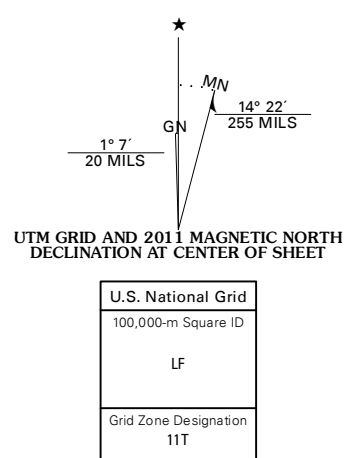 ★
MN
GN
14° 22´
255 MILS
1° 7´
20 MILS
UTM GRID AND 2011 MAGNETIC NORTH
DECLINATION AT CENTER OF SHEET
U.S. National Grid
100,000-m Square ID
LF
Grid Zone Designation
11T